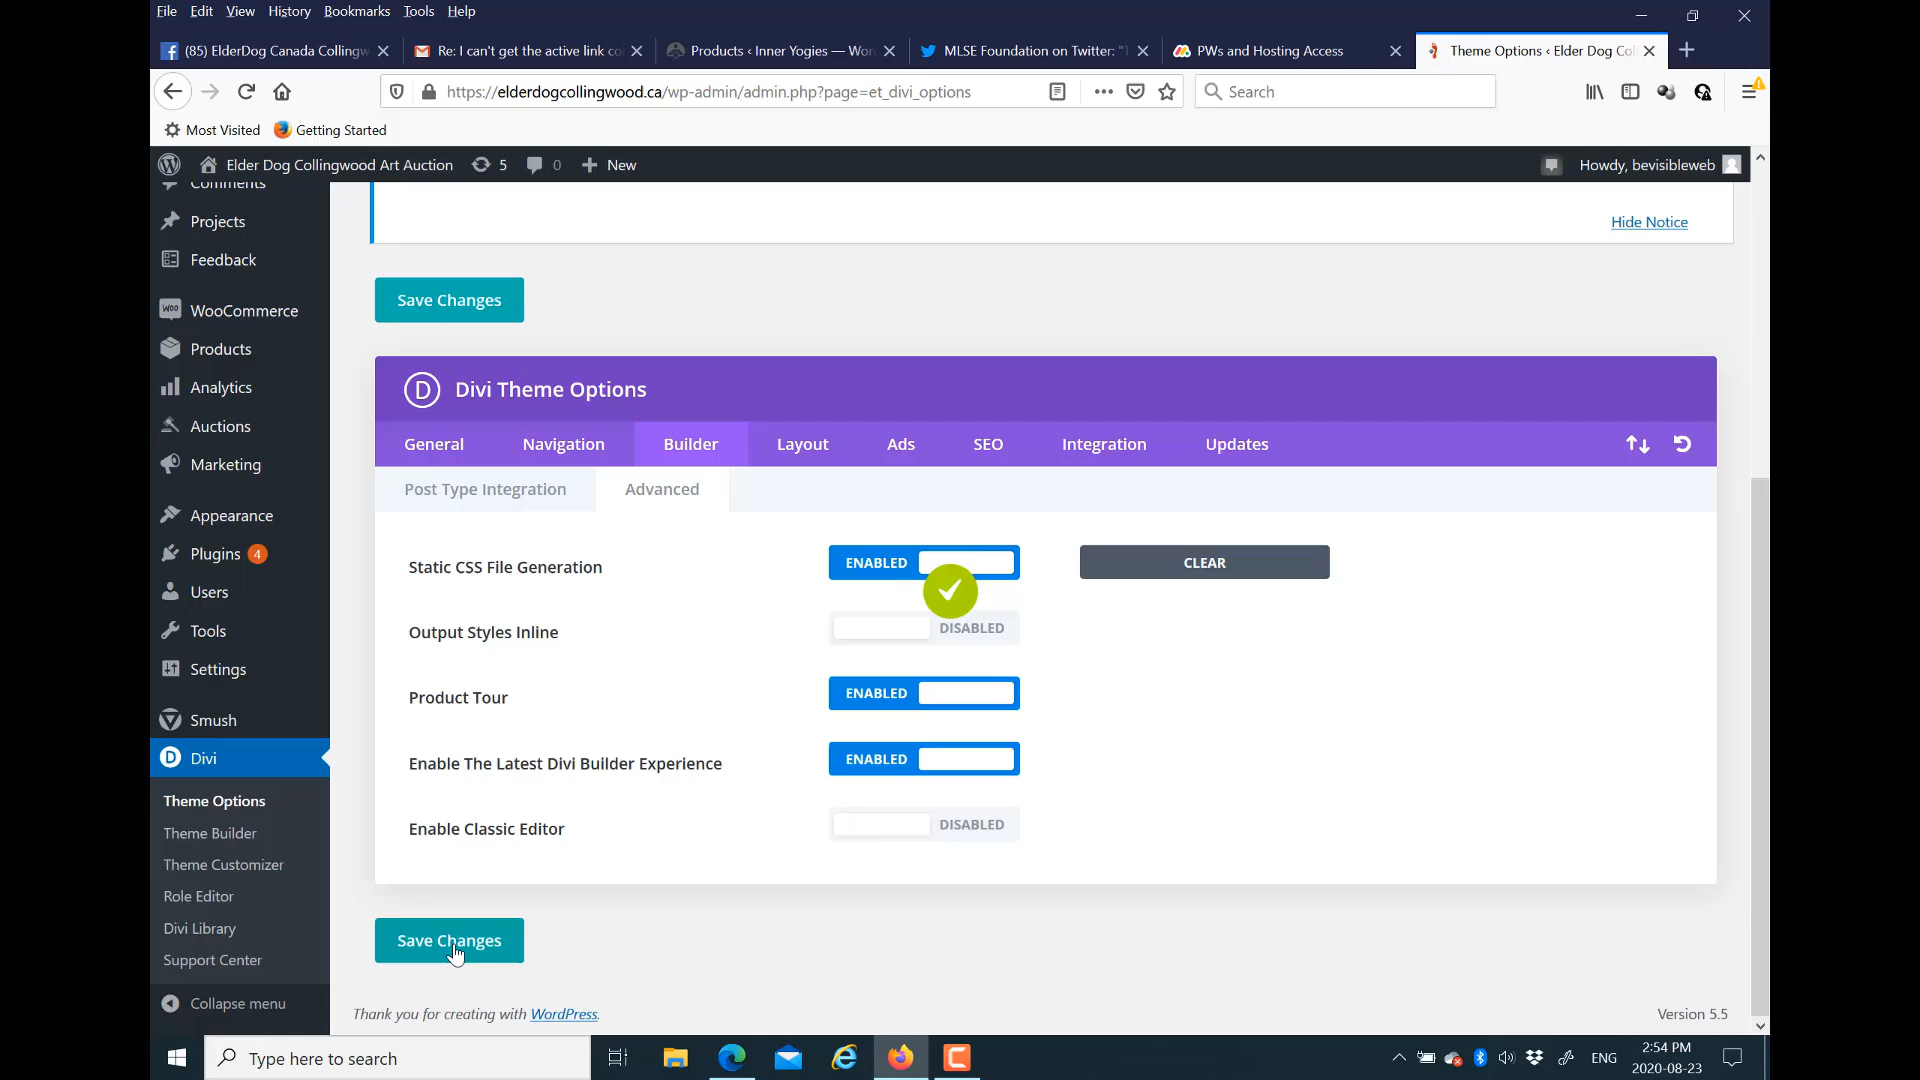 File Edit View History Bookmarks Tools Help
(85) ElderDog Canada Collingw
Re: I can't get the active link co
Products ‹ Inner Yogies — Wor
MLSE Foundation on Twitter: "T
PWs and Hosting Access
Theme Options ‹ Elder Dog Co
https://elderdogcollingwood.ca/wp-admin/admin.php?page=et_divi_options
Search
Most Visited Getting Started
Elder Dog Collingwood Art Auction 5 0 New
Howdy, bevisibleweb
Comments
Projects
Feedback
WooCommerce
Products
Analytics
Auctions
Marketing
Appearance
Plugins 4
Users
Tools
Settings
Smush
Divi
Theme Options
Theme Builder
Theme Customizer
Role Editor
Divi Library
Support Center
Collapse menu
Hide Notice
Save Changes
D Divi Theme Options
General Navigation Builder Layout Ads SEO Integration Updates
Post Type Integration Advanced
Static CSS File Generation ENABLED CLEAR
Output Styles Inline DISABLED
Product Tour ENABLED
Enable The Latest Divi Builder Experience ENABLED
Enable Classic Editor DISABLED
Save Changes
Thank you for creating with WordPress.
Version 5.5
Type here to search
ENG
2:54 PM
2020-08-23